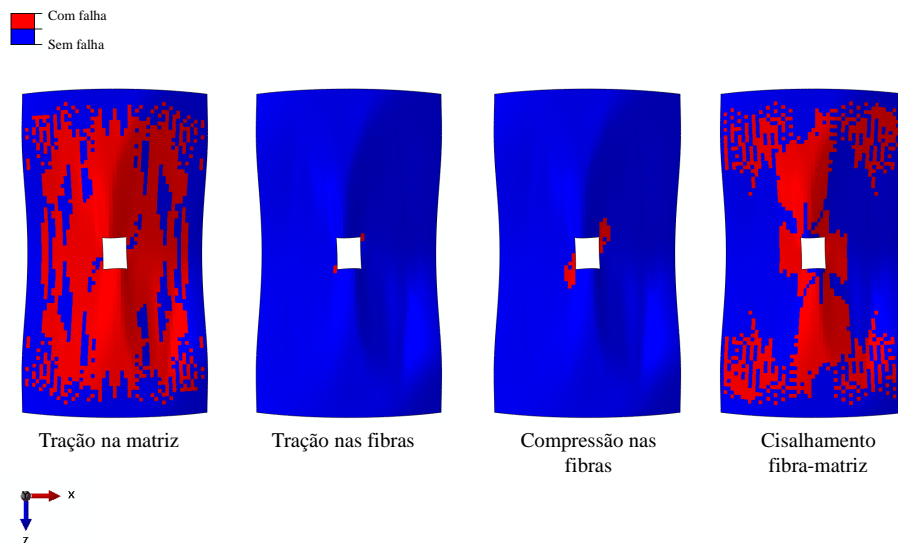 Com falha
Sem falha
Tração na matriz
Tração nas fibras
Compressão nas
fibras
Cisalhamento
fibra-matriz
x
z